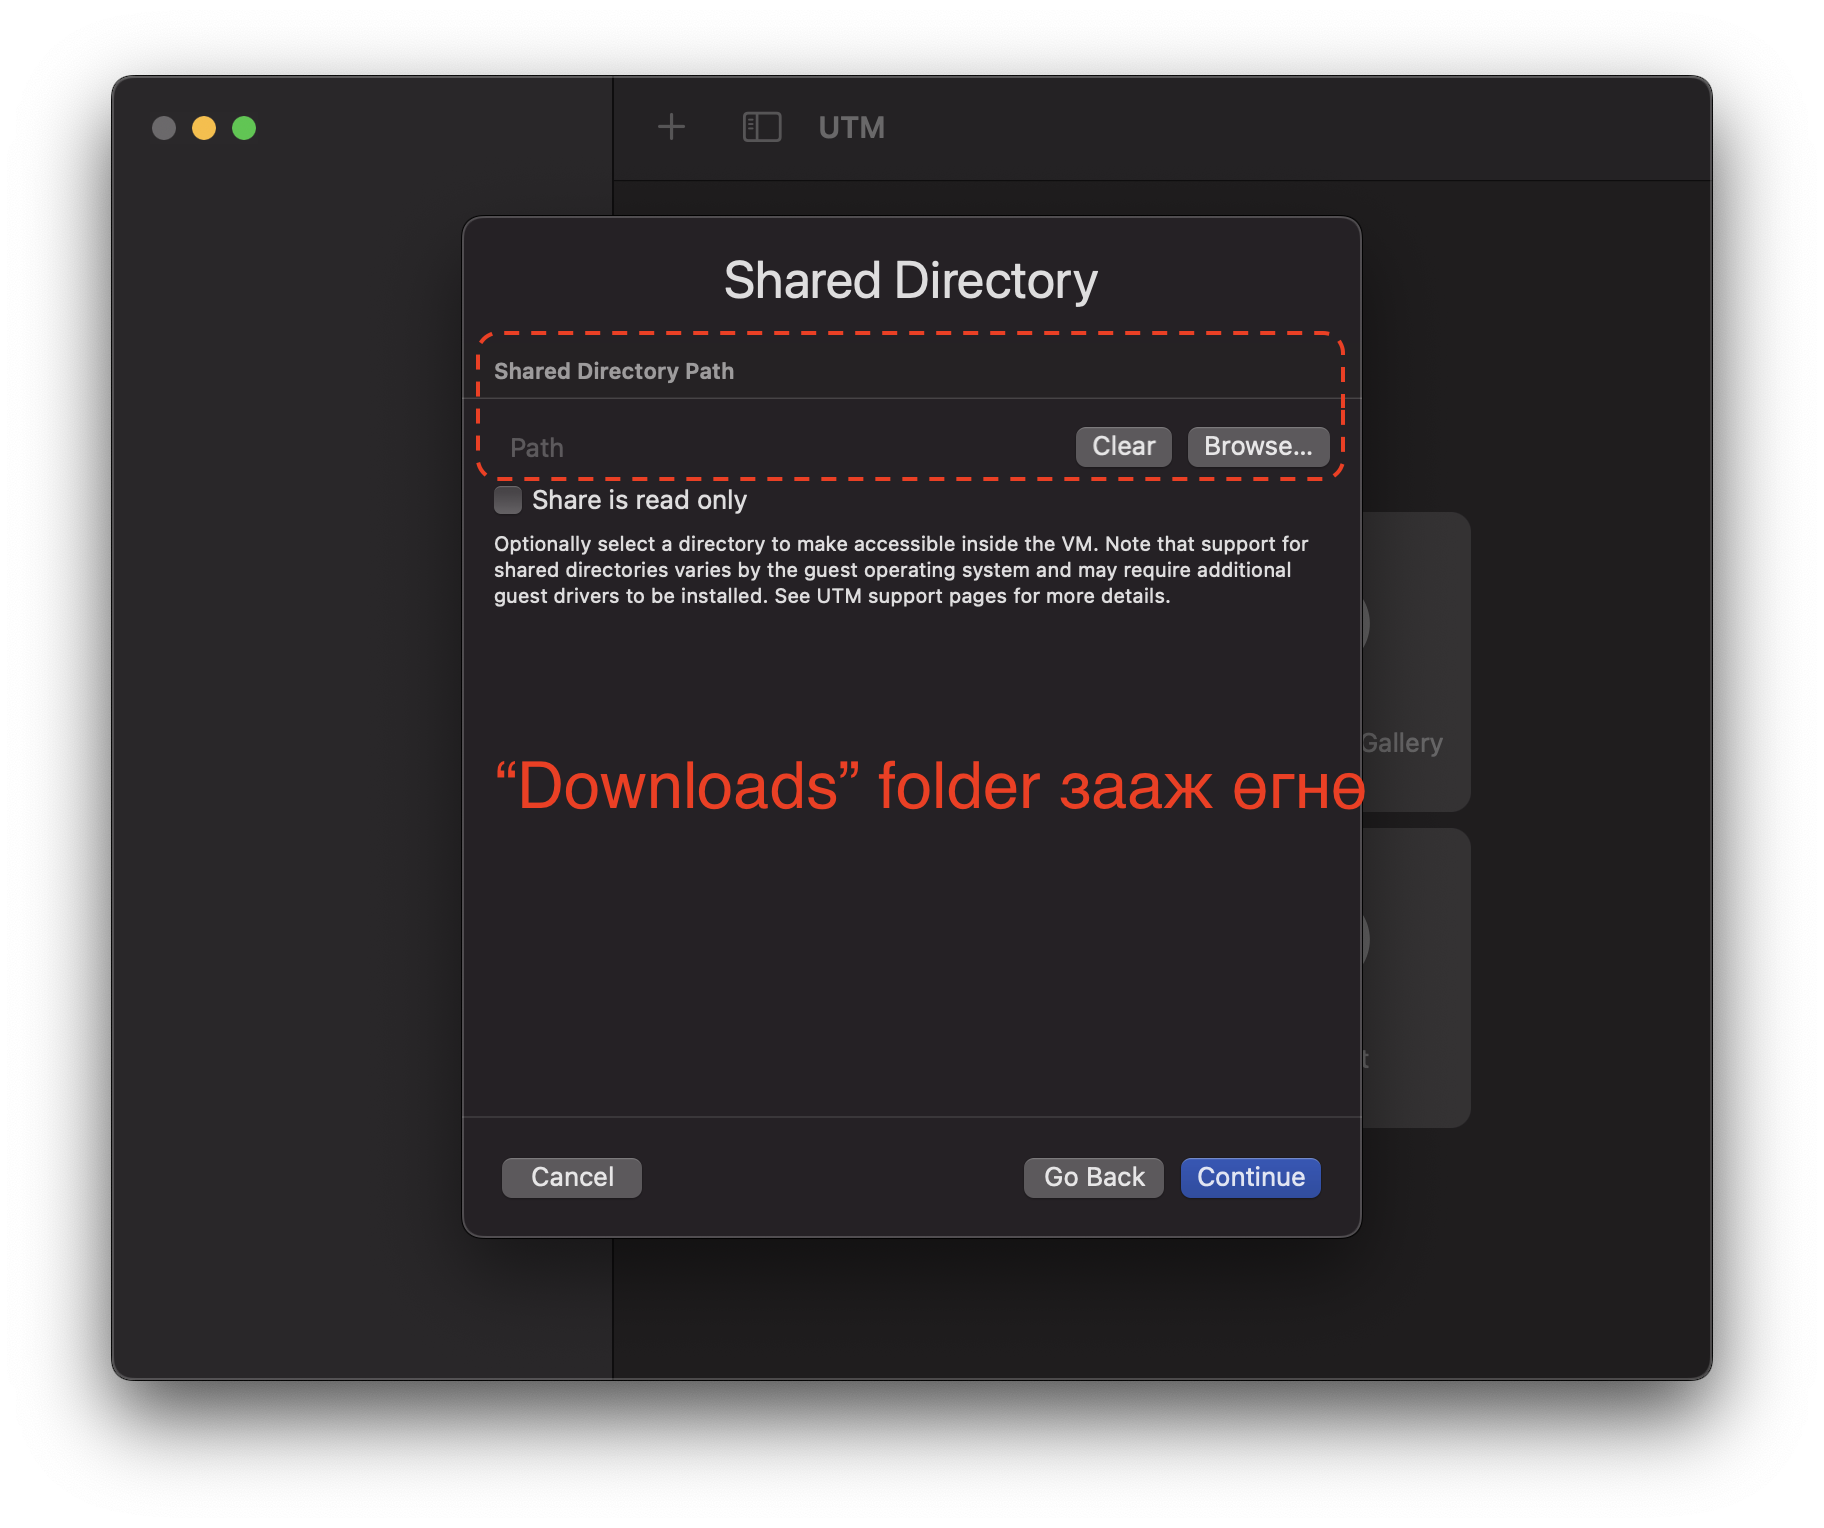 UTM
Shared Directory
Shared Directory Path
Path
Clear
Browse...
Share is read only
Optionally select a directory to make accessible inside the VM. Note that support for
shared directories varies by the guest operating system and may require additional
guest drivers to be installed. See UTM support pages for more details.
Gallery
“Downloads” folder зааж өгнө
Cancel
Go Back
Continue